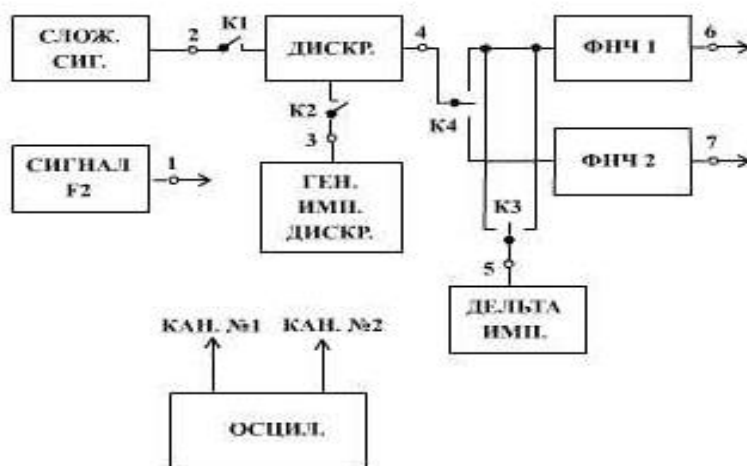 СЛОЖ.
СИГ.
2
К1
ДИСКР.
4
ФНЧ 1
6
К2
3
К4
СИГНАЛ
F2
1
ГЕН.
ИМП.
ДИСКР.
ФНЧ 2
7
К3
5
ДЕЛЬТА
ИМП.
КАН. №1
КАН. №2
ОСЦИЛ.